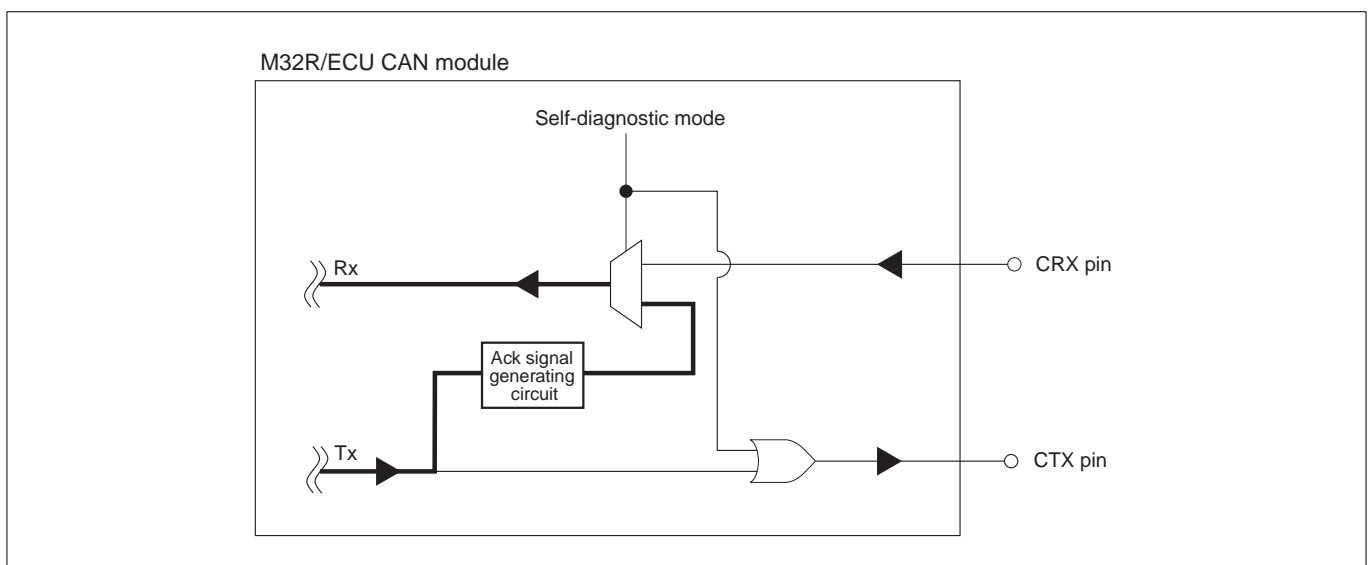 M32R/ECU CAN module
Self-diagnostic mode
Rx
CRX pin
Ack signal
generating
circuit
Tx
CTX pin